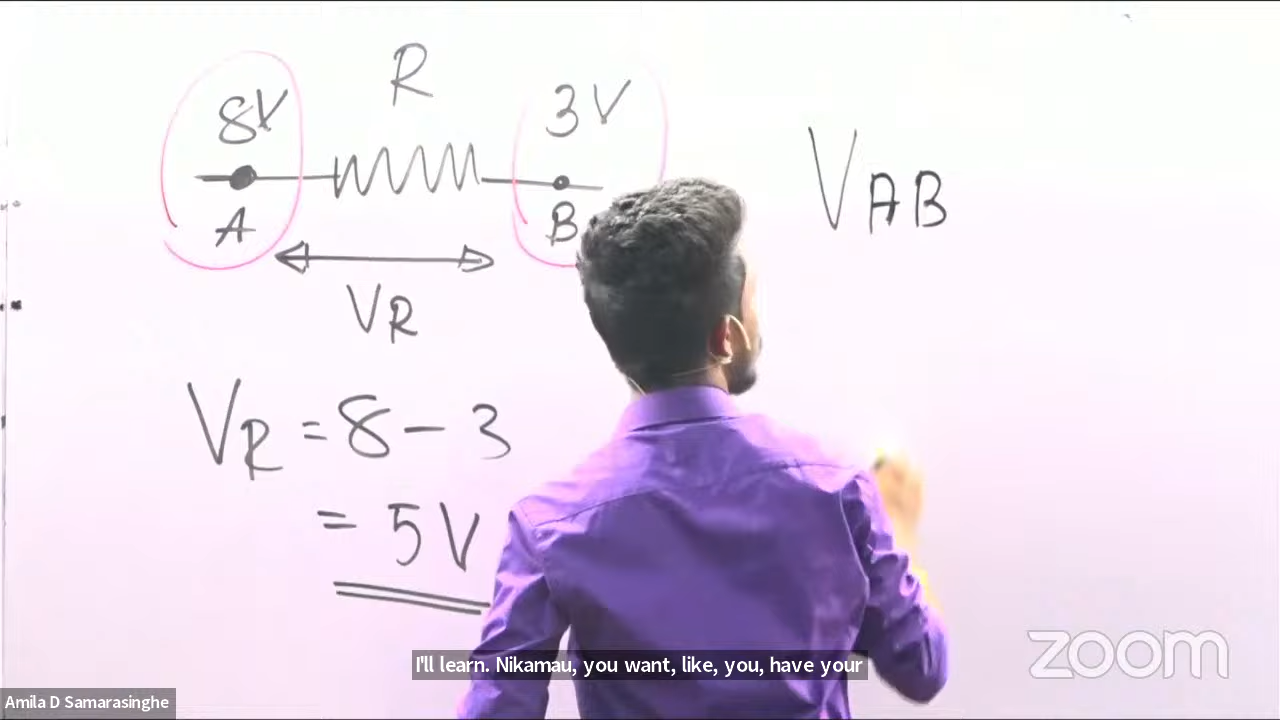 8V R 3V
A B
VR
VR = 8 - 3
= 5V
VAB
I'll learn. Nikamau, you want, like, you, have your
Amila D Samarasinghe
zoom